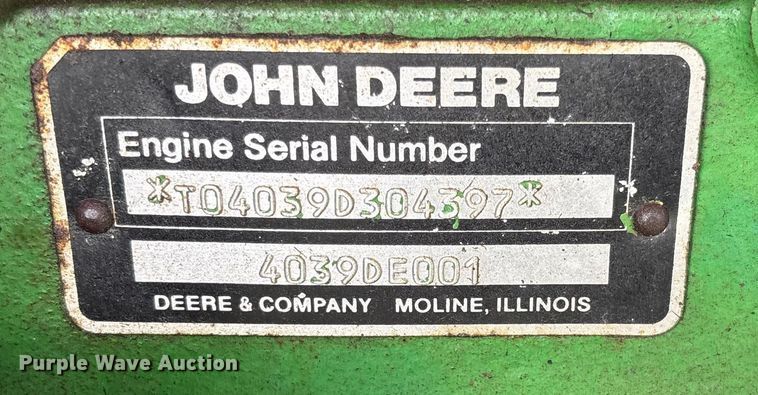 JOHN DEERE
Engine Serial Number
*T04039D304397*
4039DE001
DEERE & COMPANY MOLINE, ILLINOIS
Purple Wave Auction